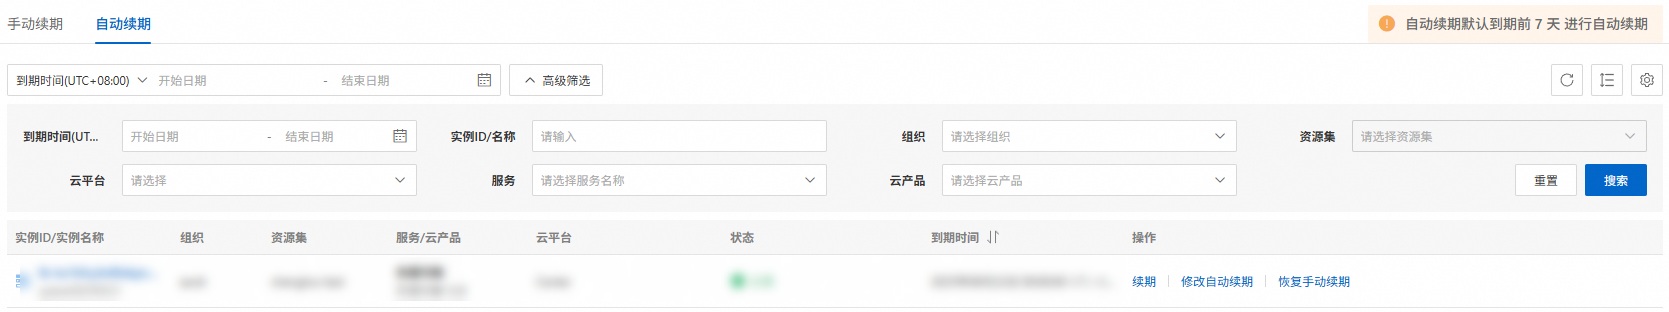 手动续期 自动续期 自动续期默认到期前 7 天 进行自动续期
到期时间(UTC+08:00) 开始日期 - 结束日期 高级筛选
到期时间(UT... 开始日期 - 结束日期 实例ID/名称 请输入 组织 请选择组织 资源集 请选择资源集
云平台 请选择 服务 请选择服务名称 云产品 请选择云产品 重置 搜索
实例ID/实例名称 组织 资源集 服务/云产品 云平台 状态 到期时间 操作
续期 修改自动续期 恢复手动续期